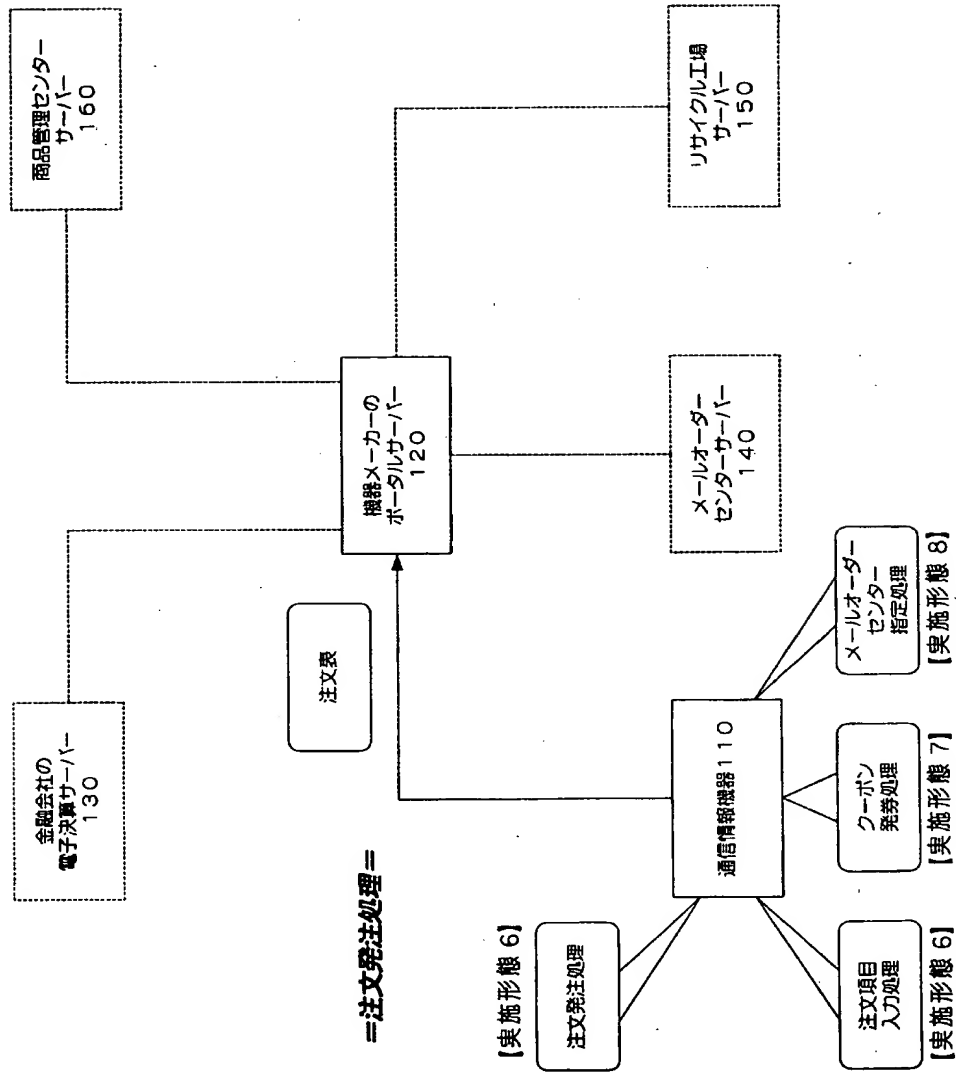 =注文発注処理=
金融会社の
電子決算サーバー
130
商品管理センター
サーバー
160
注文表
機器メーカーの
ポータルサーバー
120
【実施形態 6】
注文発注処理
通信情報機器110
メールオーダー
センターサーバー
140
リサイクル工場
サーバー
150
注文項目
入力処理
【実施形態 6】
クーポン
発券処理
【実施形態 7】
メールオーダー
センター
指定処理
【実施形態 8】